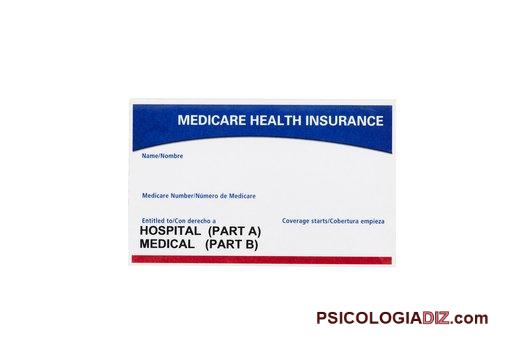 MEDICARE HEALTH INSURANCE
Name/Nombre
Medicare Number/Número de Medicare
Entitled to/Con derecho a Coverage starts/Cobertura empieza
HOSPITAL (PART A)
MEDICAL (PART B)
PSICOLOGIADIZ.com